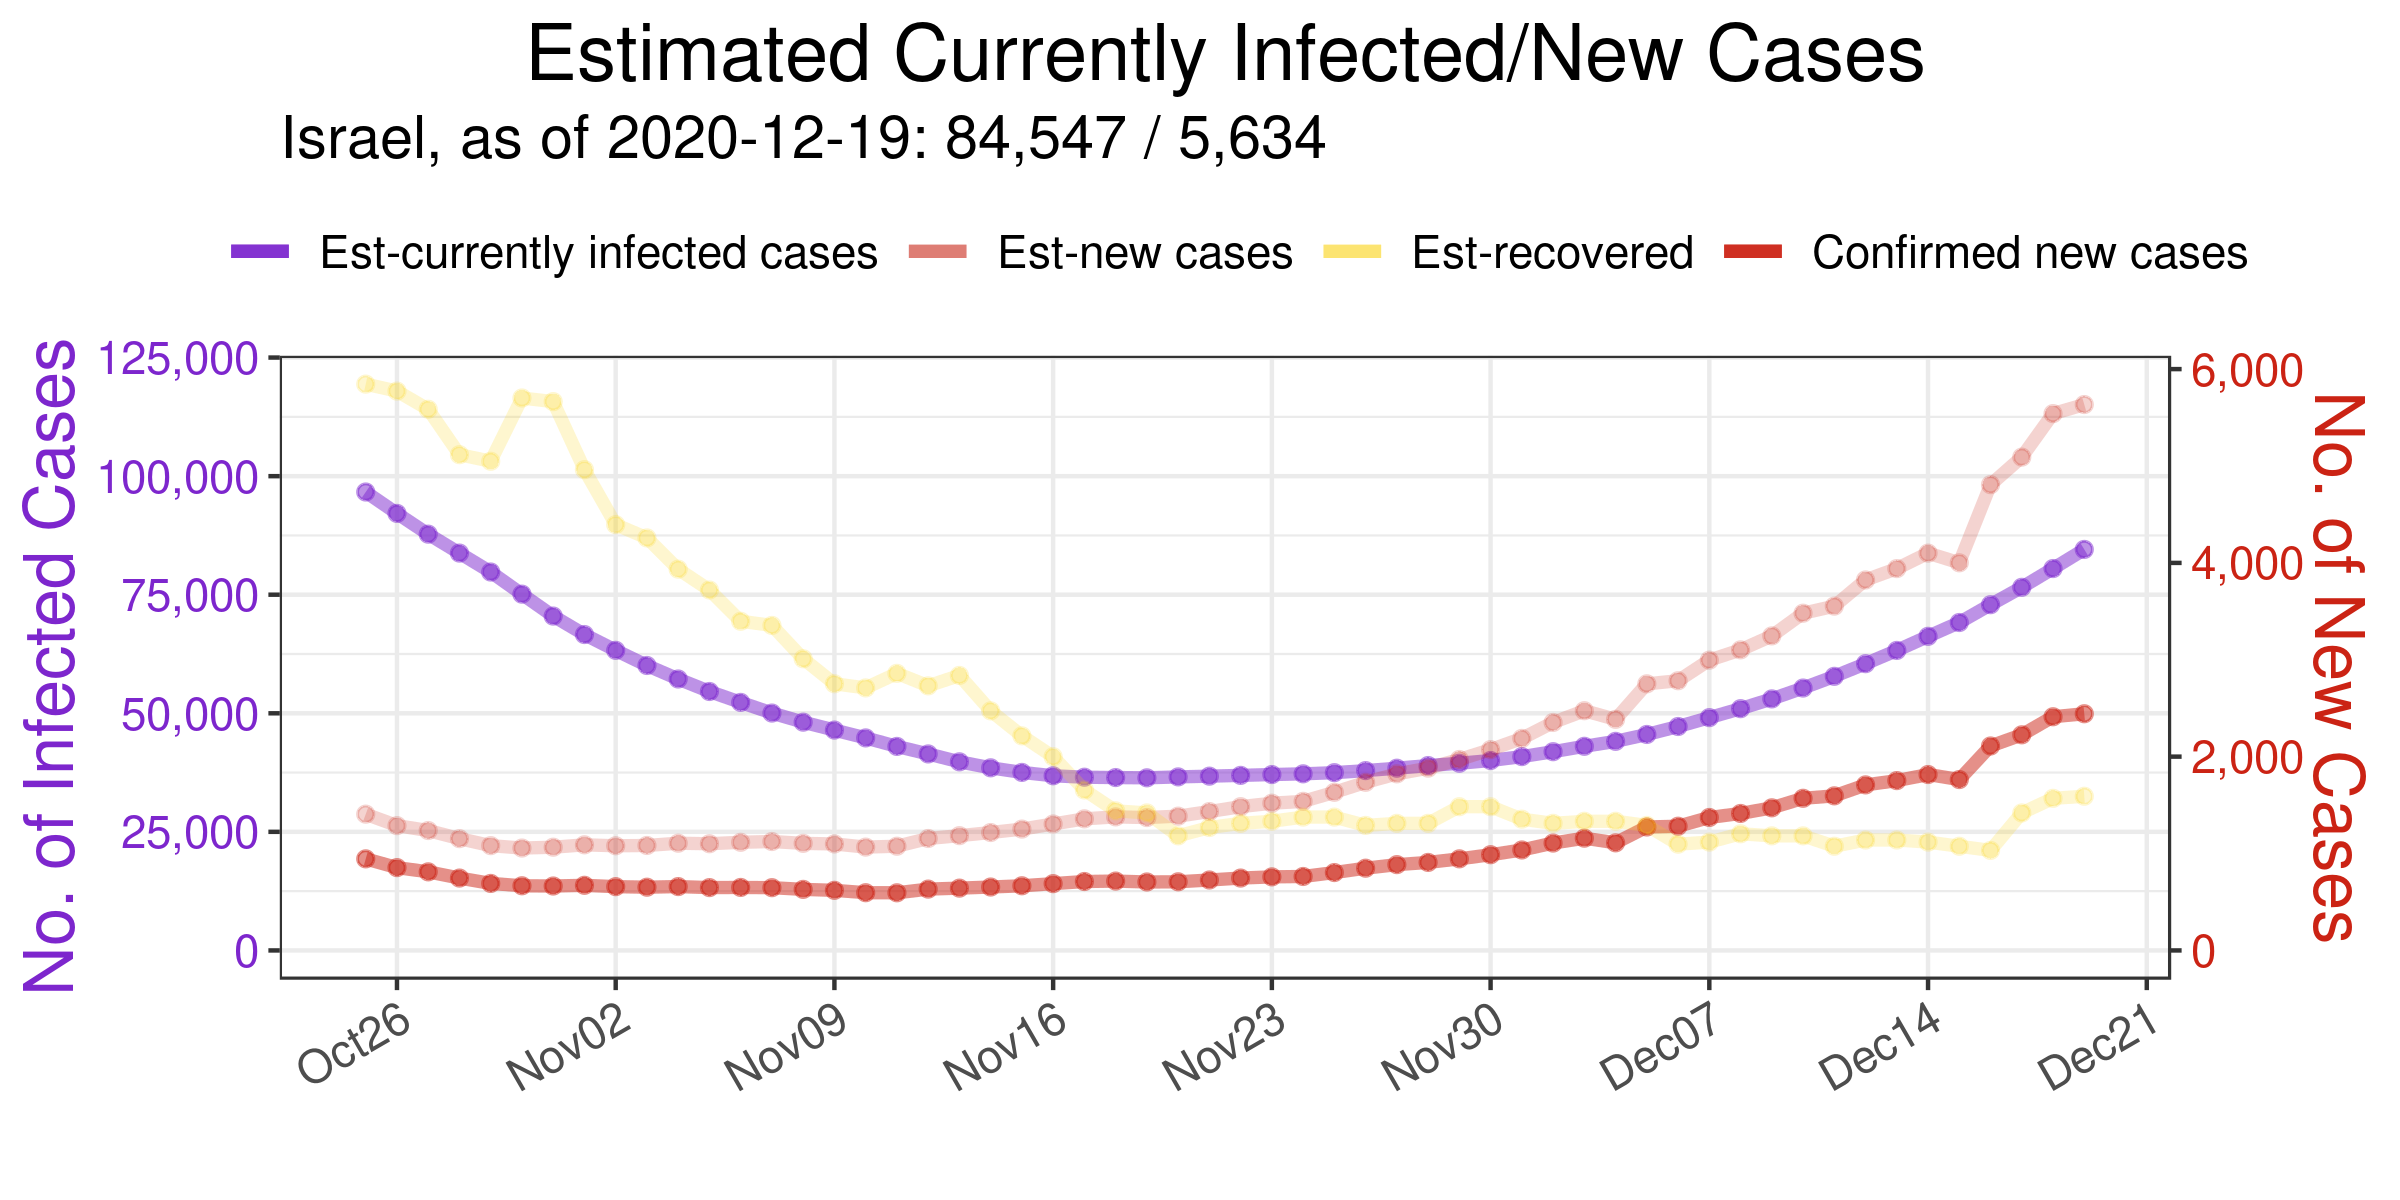 Estimated Currently Infected/New Cases
Israel, as of 2020-12-19: 84,547 / 5,634
Est-currently infected cases Est-new cases Est-recovered Confirmed new cases
No. of Infected Cases
125,000
100,000
75,000
50,000
25,000
0
6,000
4,000
2,000
0
No. of New Cases
Oct26 Nov02 Nov09 Nov16 Nov23 Nov30 Dec07 Dec14 Dec21